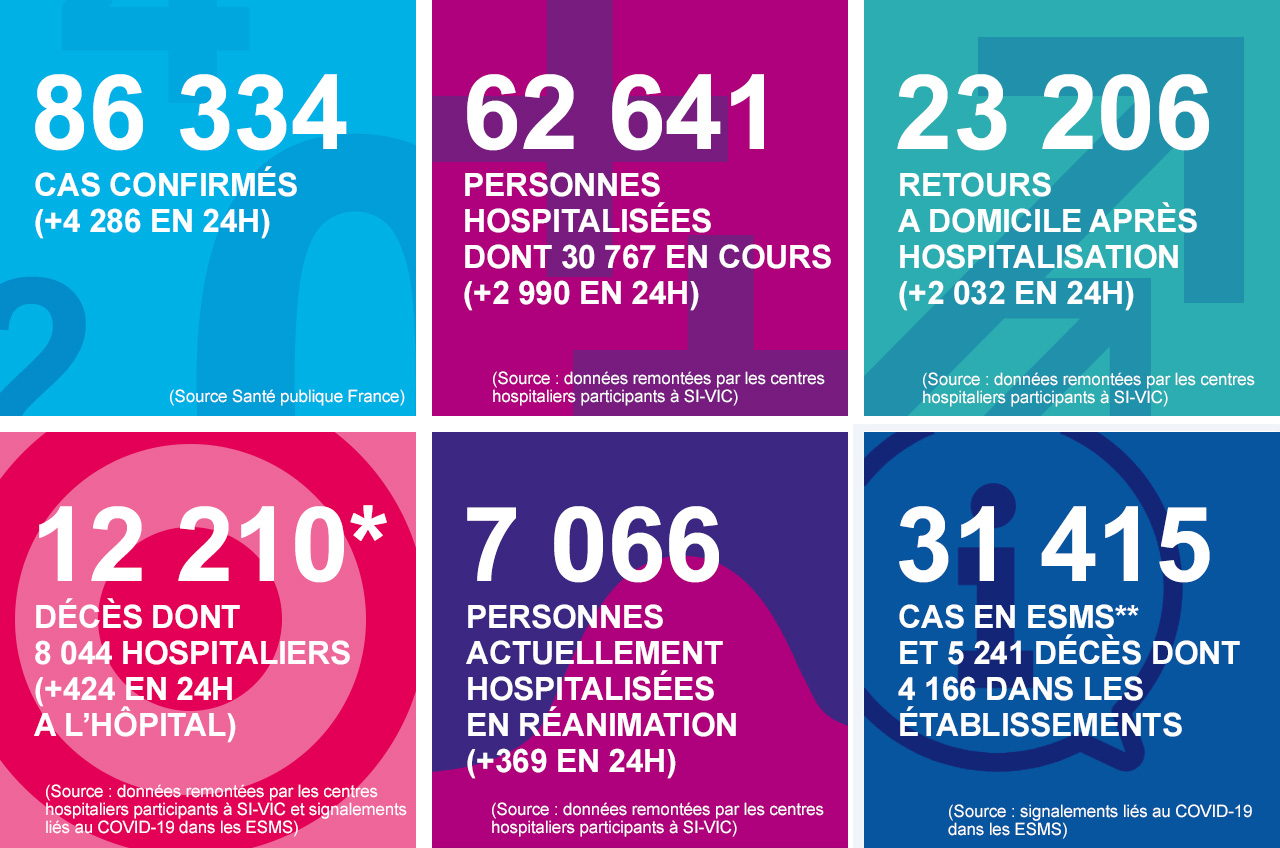 86 334
CAS CONFIRMÉS
(+4 286 EN 24H)
(Source Santé publique France)
62 641
PERSONNES
HOSPITALISÉES
DONT 30 767 EN COURS
(+2 990 EN 24H)
(Source : données remontées par les centres
hospitaliers participants à SI-VIC)
23 206
RETOURS
A DOMICILE APRÈS
HOSPITALISATION
(+2 032 EN 24H)
(Source : données remontées par les centres
hospitaliers participants à SI-VIC)
12 210*
DÉCÈS DONT
8 044 HOSPITALIERS
(+424 EN 24H
A L’HÔPITAL)
(Source : données remontées par les centres
hospitaliers participants à SI-VIC et signalements
liés au COVID-19 dans les ESMS)
7 066
PERSONNES
ACTUELLEMENT
HOSPITALISÉES
EN RÉANIMATION
(+369 EN 24H)
(Source : données remontées par les centres
hospitaliers participants à SI-VIC)
31 415
CAS EN ESMS**
ET 5 241 DÉCÈS DONT
4 166 DANS LES
ÉTABLISSEMENTS
(Source : signalements liés au COVID-19
dans les ESMS)